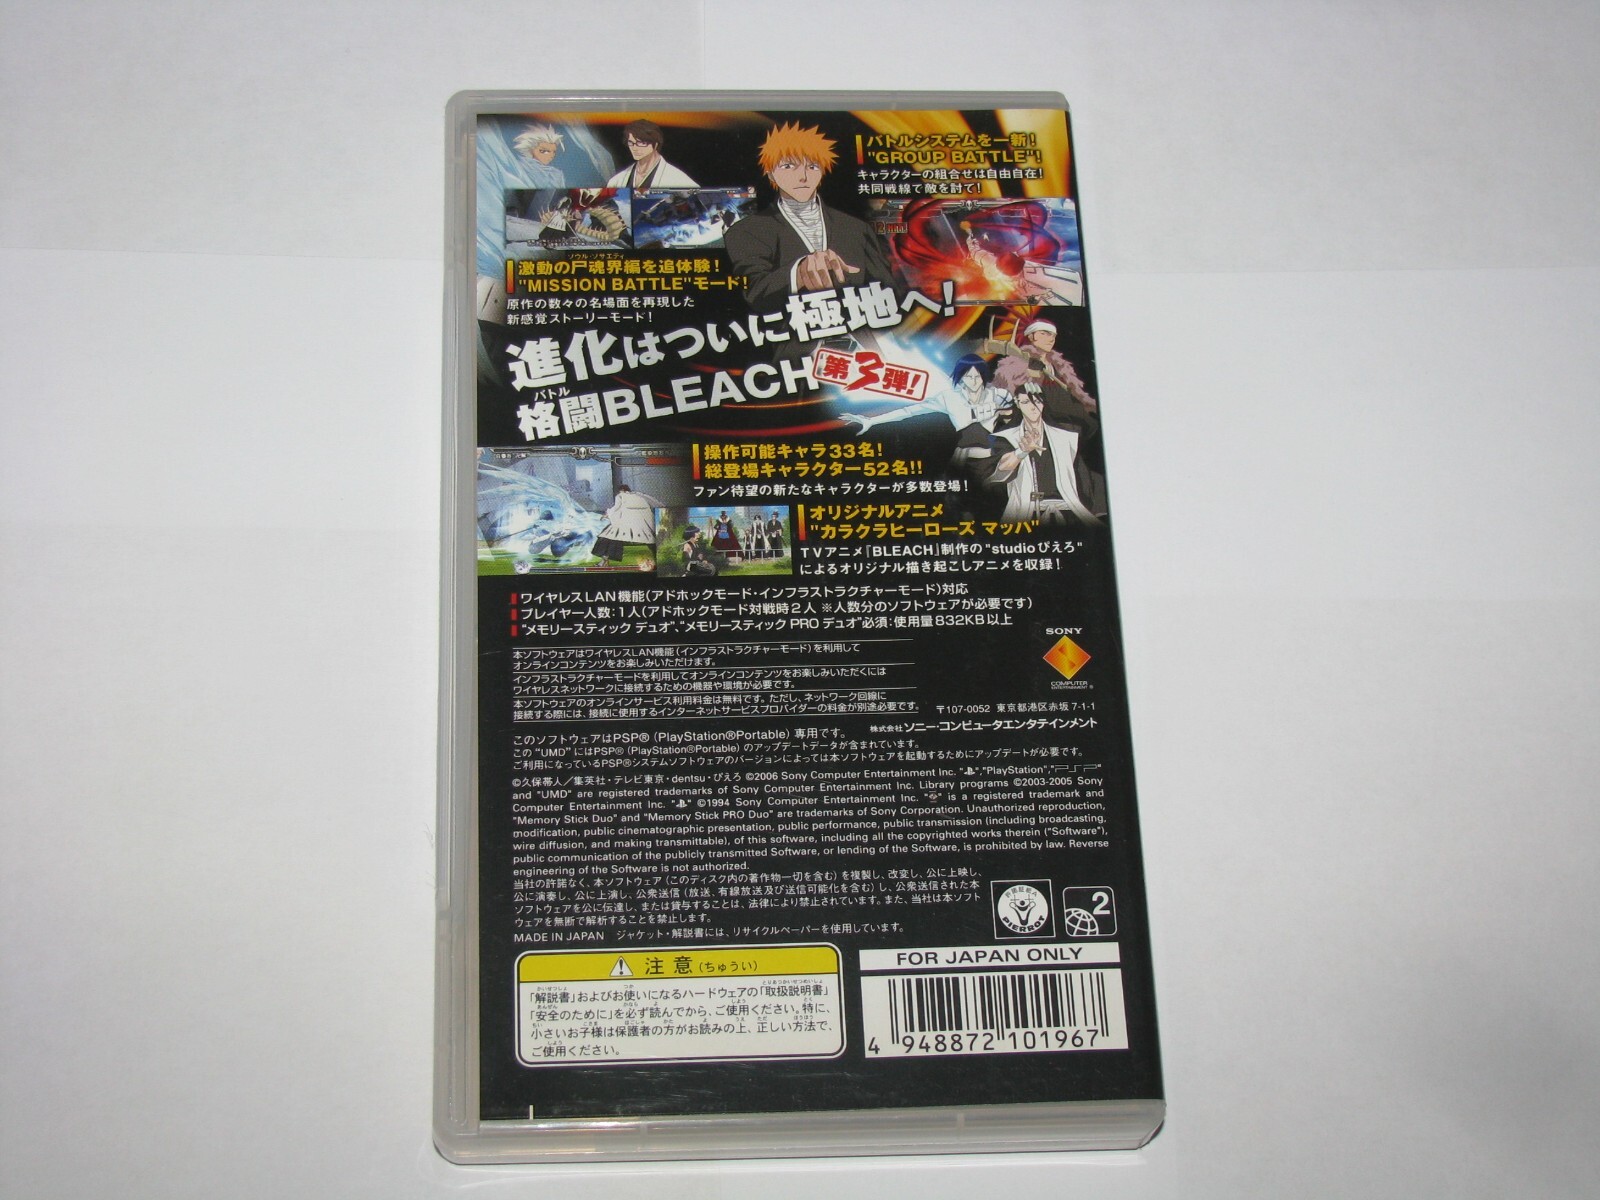 バトルシステムを一新！
"GROUP BATTLE"！
キャラクターの組合せは自由自在！
共同戦線で敵を討て！
ソウル・ソサエティ
激動の尸魂界編を追体験！
"MISSION BATTLE"モード！
原作の数々の名場面を再現した
新感覚ストーリーモード！
進化はついに極地へ！
バトル
格闘BLEACH 第3弾！
操作可能キャラ33名！
総登場キャラクター52名!!
ファン待望の新たなキャラクターが多数登場！
オリジナルアニメ
"カラクラヒーローズ マッハ"
TVアニメ『BLEACH』制作の"studioぴえろ"
によるオリジナル描き起こしアニメを収録！
ワイヤレスLAN機能（アドホックモード・インフラストラクチャーモード）対応
プレイヤー人数：1人（アドホックモード対戦時2人 ※人数分のソフトウェアが必要です）
"メモリースティック デュオ"、"メモリースティック PRO デュオ"必須：使用量832KB以上
SONY
COMPUTER
ENTERTAINMENT
本ソフトウェアはワイヤレスLAN機能（インフラストラクチャーモード）を利用して
オンラインコンテンツをお楽しみいただけます。
インフラストラクチャーモードを利用してオンラインコンテンツをお楽しみいただくには
ワイヤレスネットワークに接続するための機器や環境が必要です。
本ソフトウェアのオンラインサービス利用料金は無料です。ただし、ネットワーク回線に
接続する際には、接続に使用するインターネットサービスプロバイダーの料金が別途必要です。
〒107-0052 東京都港区赤坂 7-1-1
株式会社 ソニー・コンピュータエンタテインメント
このソフトウェアはPSP®（PlayStation®Portable）専用です。
この "UMD" にはPSP®（PlayStation®Portable）のアップデートデータが含まれています。
ご利用になっているPSP®システムソフトウェアのバージョンによっては本ソフトウェアを起動するためにアップデートが必要です。
©久保帯人／集英社・テレビ東京・dentsu・ぴえろ ©2006 Sony Computer Entertainment Inc. "", "PlayStation", "PSP"
and "UMD" are registered trademarks of Sony Computer Entertainment Inc. Library programs ©2003-2005 Sony
Computer Entertainment Inc. "" ©1994 Sony Computer Entertainment Inc. "" is a registered trademark and
"Memory Stick Duo" and "Memory Stick PRO Duo" are trademarks of Sony Corporation. Unauthorized reproduction,
modification, public cinematographic presentation, public performance, public transmission (including broadcasting,
wire diffusion, and making transmittable), of this software, including all the copyrighted works therein ("Software"),
public communication of the publicly transmitted Software, or lending of the Software, is prohibited by law. Reverse
engineering of the Software is not authorized.
当社の許諾なく、本ソフトウェア（このディスク内の著作物一切を含む）を複製し、改変し、公に上映し、
公に演奏し、公に上演し、公衆送信（放送、有線放送及び送信可能化を含む）し、公衆送信された本
ソフトウェアを公に伝達し、または貸与することは、法律により禁止されています。また、当社は本ソフト
ウェアを無断で解析することを禁止します。
MADE IN JAPAN ジャケット・解説書には、リサイクルペーパーを使用しています。
PIERROT
2
注意（ちゅうい）
「解説書」およびお使いになるハードウェアの「取扱説明書」
「安全のために」を必ず読んでから、ご使用ください。特に、
小さいお子様は保護者の方がお読みの上、正しい方法で、
ご使用ください。
FOR JAPAN ONLY
4 948872 101967